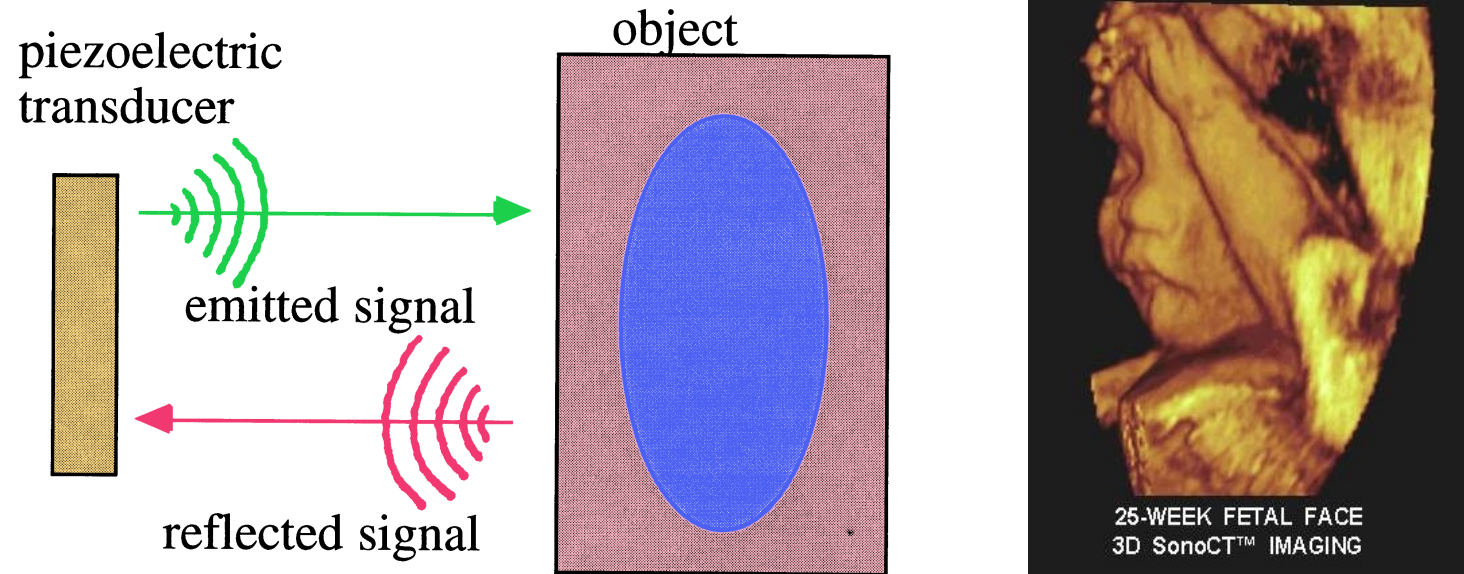 piezoelectric
transducer
object
emitted signal
reflected signal
25-WEEK FETAL FACE
3D SonoCT™ IMAGING